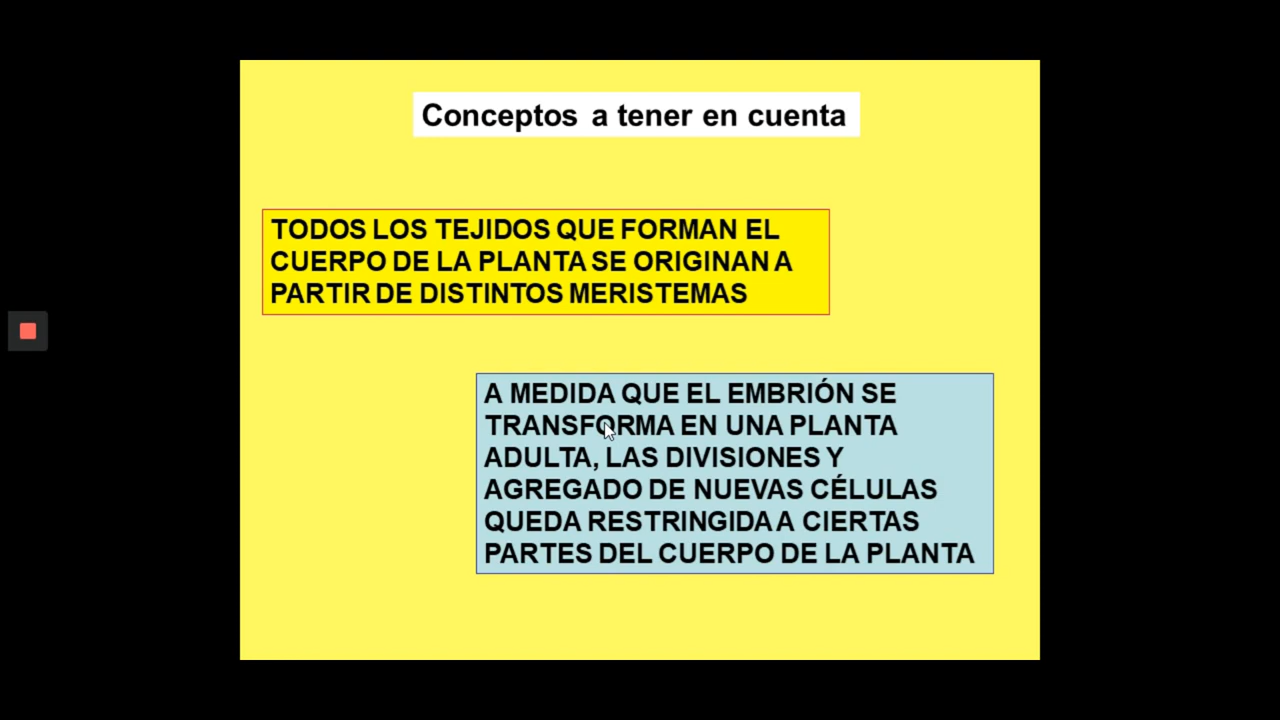 Conceptos a tener en cuenta
TODOS LOS TEJIDOS QUE FORMAN EL
CUERPO DE LA PLANTA SE ORIGINAN A
PARTIR DE DISTINTOS MERISTEMAS
A MEDIDA QUE EL EMBRIÓN SE
TRANSFORMA EN UNA PLANTA
ADULTA, LAS DIVISIONES Y
AGREGADO DE NUEVAS CÉLULAS
QUEDA RESTRINGIDA A CIERTAS
PARTES DEL CUERPO DE LA PLANTA